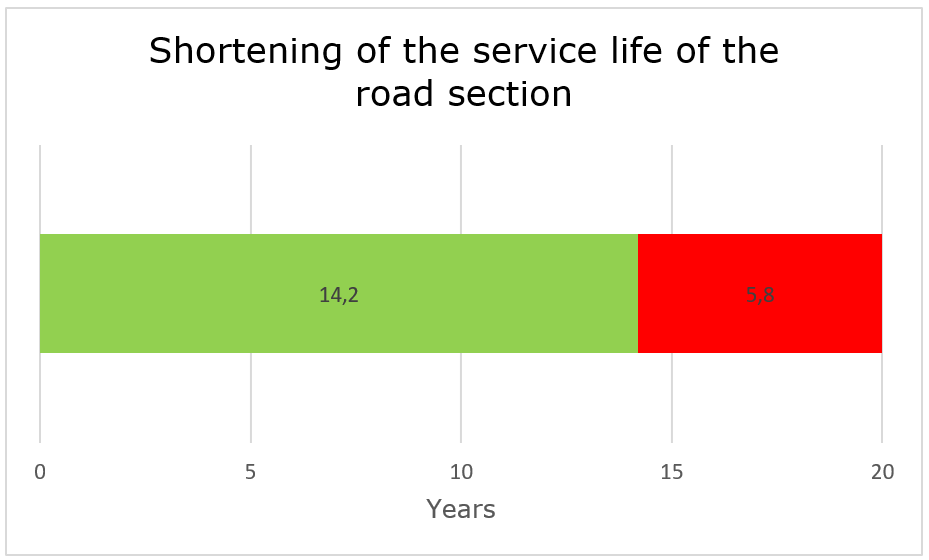 Shortening of the service life of the
road section
14,2
5,8
0
5
10
15
20
Years